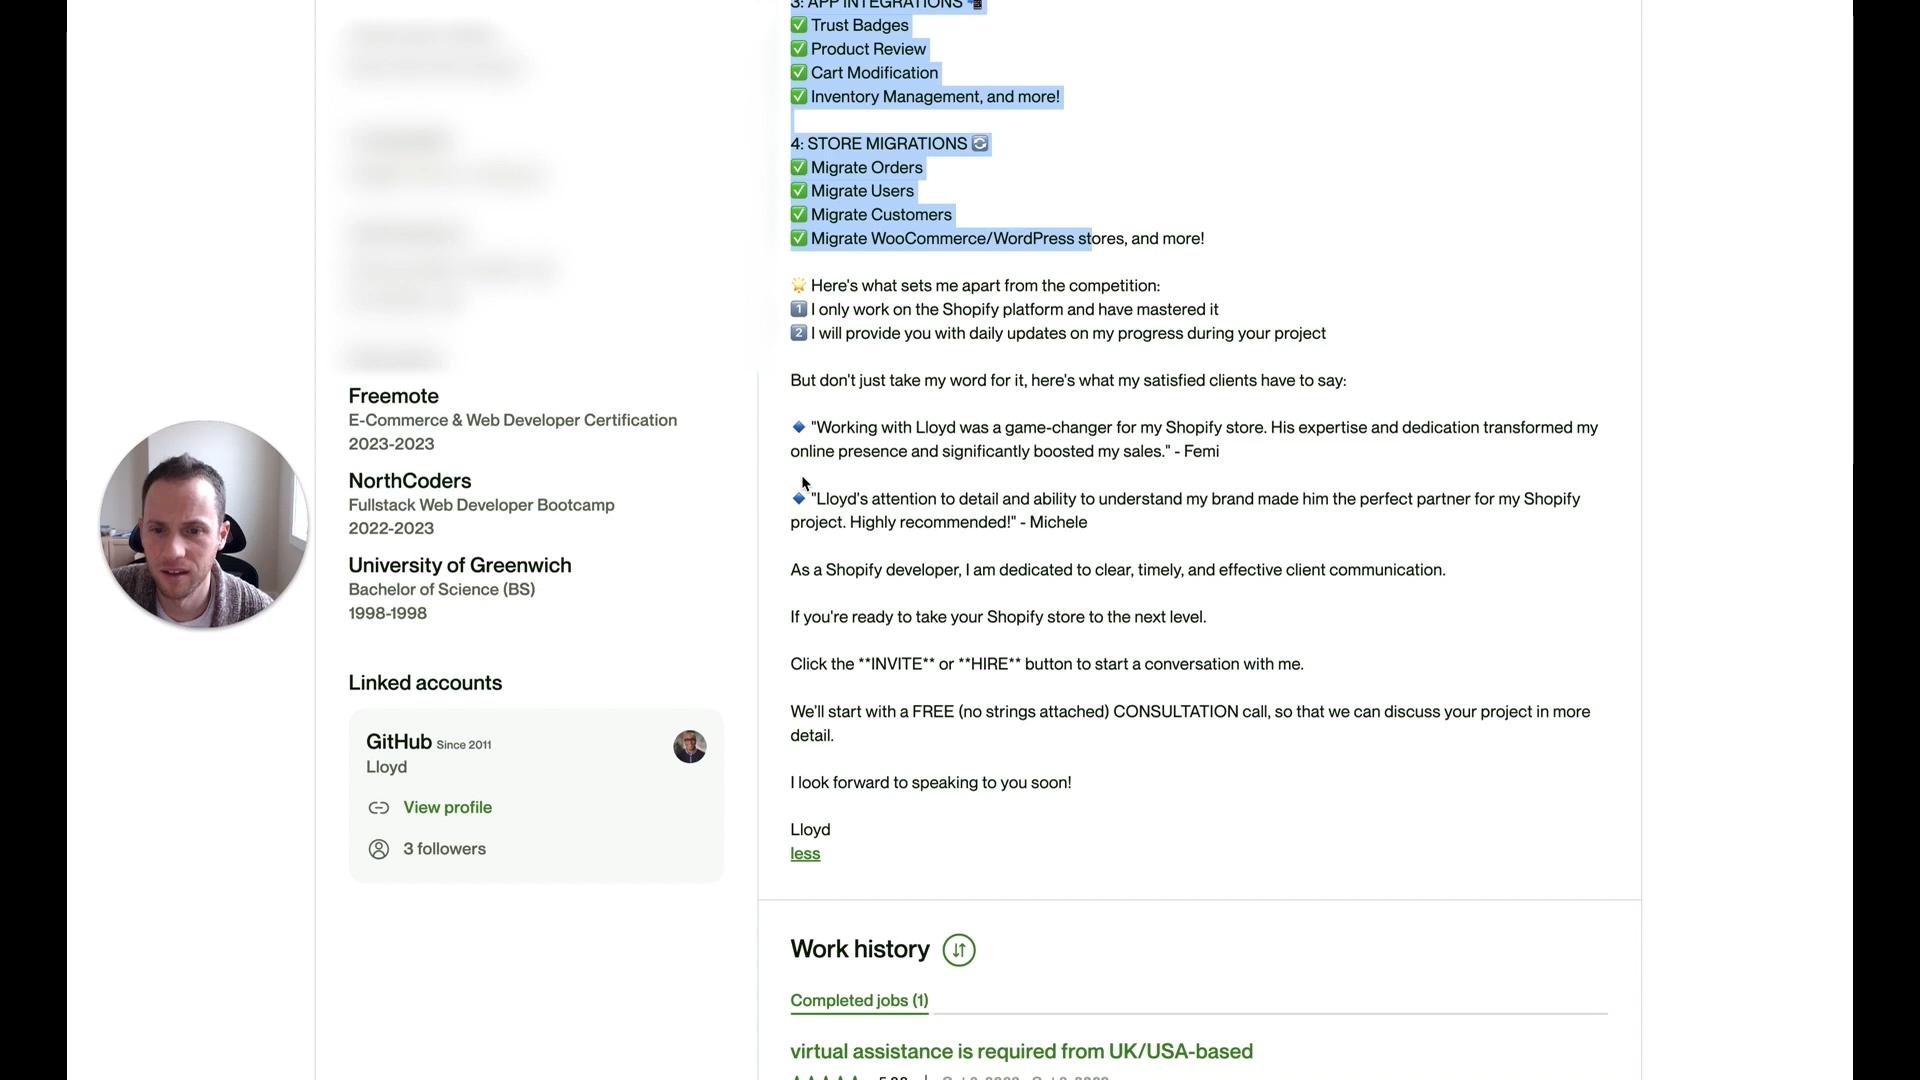 3: APP INTEGRATIONS 📲
✅ Trust Badges
✅ Product Review
✅ Cart Modification
✅ Inventory Management, and more!
4: STORE MIGRATIONS 🔄
✅ Migrate Orders
✅ Migrate Users
✅ Migrate Customers
✅ Migrate WooCommerce/WordPress stores, and more!
🌟 Here's what sets me apart from the competition:
1️⃣ I only work on the Shopify platform and have mastered it
2️⃣ I will provide you with daily updates on my progress during your project
But don't just take my word for it, here's what my satisfied clients have to say:
🔹 "Working with Lloyd was a game-changer for my Shopify store. His expertise and dedication transformed my
online presence and significantly boosted my sales." - Femi
🔹 "Lloyd's attention to detail and ability to understand my brand made him the perfect partner for my Shopify
project. Highly recommended!" - Michele
As a Shopify developer, I am dedicated to clear, timely, and effective client communication.
If you're ready to take your Shopify store to the next level.
Click the **INVITE** or **HIRE** button to start a conversation with me.
We'll start with a FREE (no strings attached) CONSULTATION call, so that we can discuss your project in more
detail.
I look forward to speaking to you soon!
Lloyd
less
Freemote
E-Commerce & Web Developer Certification
2023-2023
NorthCoders
Fullstack Web Developer Bootcamp
2022-2023
University of Greenwich
Bachelor of Science (BS)
1998-1998
Linked accounts
GitHub Since 2011
Lloyd
View profile
3 followers
Work history
Completed jobs (1)
virtual assistance is required from UK/USA-based